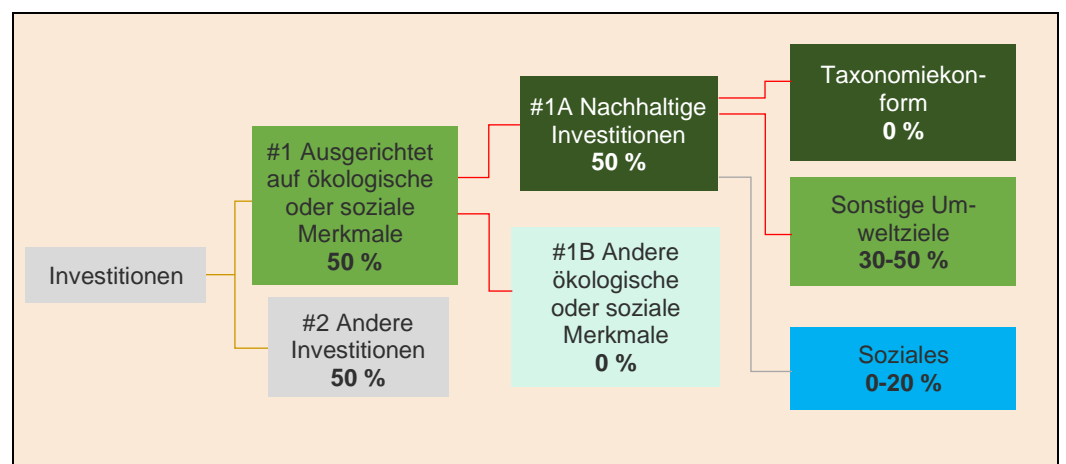 Investitionen
#1 Ausgerichtet
auf ökologische
oder soziale
Merkmale
50 %
#2 Andere
Investitionen
50 %
#1A Nachhaltige
Investitionen
50 %
#1B Andere
ökologische
oder soziale
Merkmale
0 %
Taxonomiekon-
form
0 %
Sonstige Um-
weltziele
30-50 %
Soziales
0-20 %